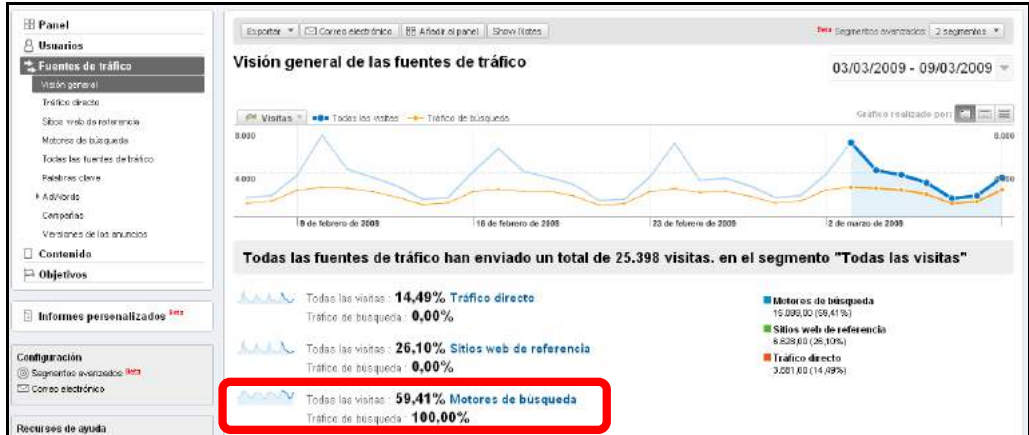 Panel
Usuarios
Fuentes de tráfico
Visión general
Tráfico directo
Sitios web de referencia
Motores de búsqueda
Todas las fuentes de tráfico
Palabras clave
AdWords
Campañas
Versiones de los anuncios
Contenido
Objetivos
Informes personalizados Beta
Configuración
Segmentos avanzados Beta
Correo electrónico
Recursos de ayuda
Exporter Correo electrónico Añadir al panel Show Notes
Beta Segmentos avanzados: 2 segmentos
Visión general de las fuentes de tráfico
03/03/2009 - 09/03/2009
Visitas Todas las visitas Tráfico de búsqueda
Gráfico realizado por:
8.000 8.000
4.000
9 de febrero de 2009 16 de febrero de 2009 23 de febrero de 2009 2 de marzo de 2009
Todas las fuentes de tráfico han enviado un total de 25.398 visitas. en el segmento "Todas las visitas"
Todas las visitas : 14,49% Tráfico directo
Tráfico de búsqueda : 0,00%
Todas las visitas : 26,10% Sitios web de referencia
Tráfico de búsqueda : 0,00%
Todas las visitas : 59,41% Motores de búsqueda
Tráfico de búsqueda : 100,00%
Motores de búsqueda
(59,41%)
Sitios web de referencia
6.628,00 (26,10%)
Tráfico directo
(14,49%)